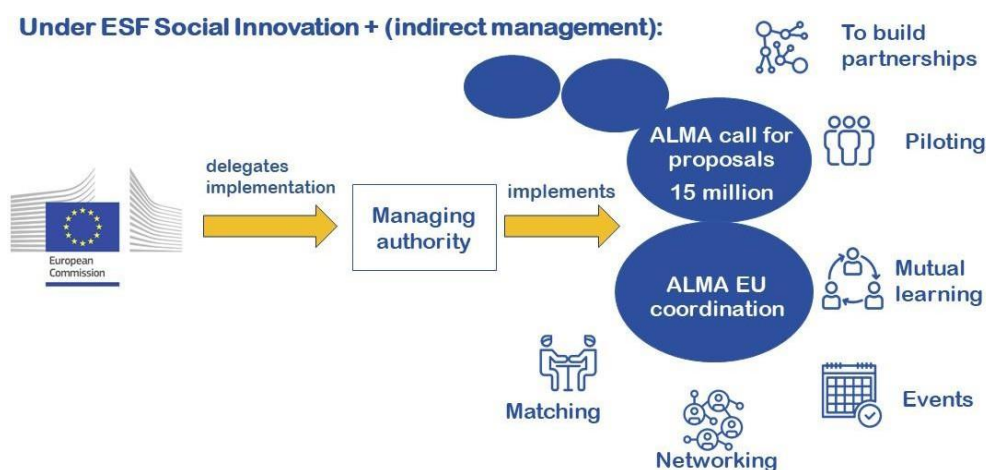 Under ESF Social Innovation + (indirect management):
To build
partnerships
ALMA call for
proposals
15 million
Piloting
delegates
implementation
implements
Managing
authority
European
Commission
ALMA EU
coordination
Mutual
learning
Matching
Events
Networking